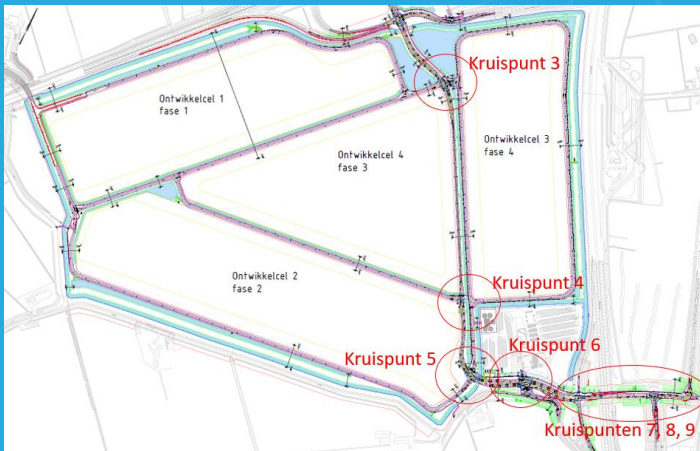 Kruispunt 3
Ontwikkelcel 1
fase 1
Ontwikkelcel 4
fase 3
Ontwikkelcel 3
fase 4
Ontwikkelcel 2
fase 2
Kruispunt 4
Kruispunt 5
Kruispunt 6
Kruispunten 7, 8, 9